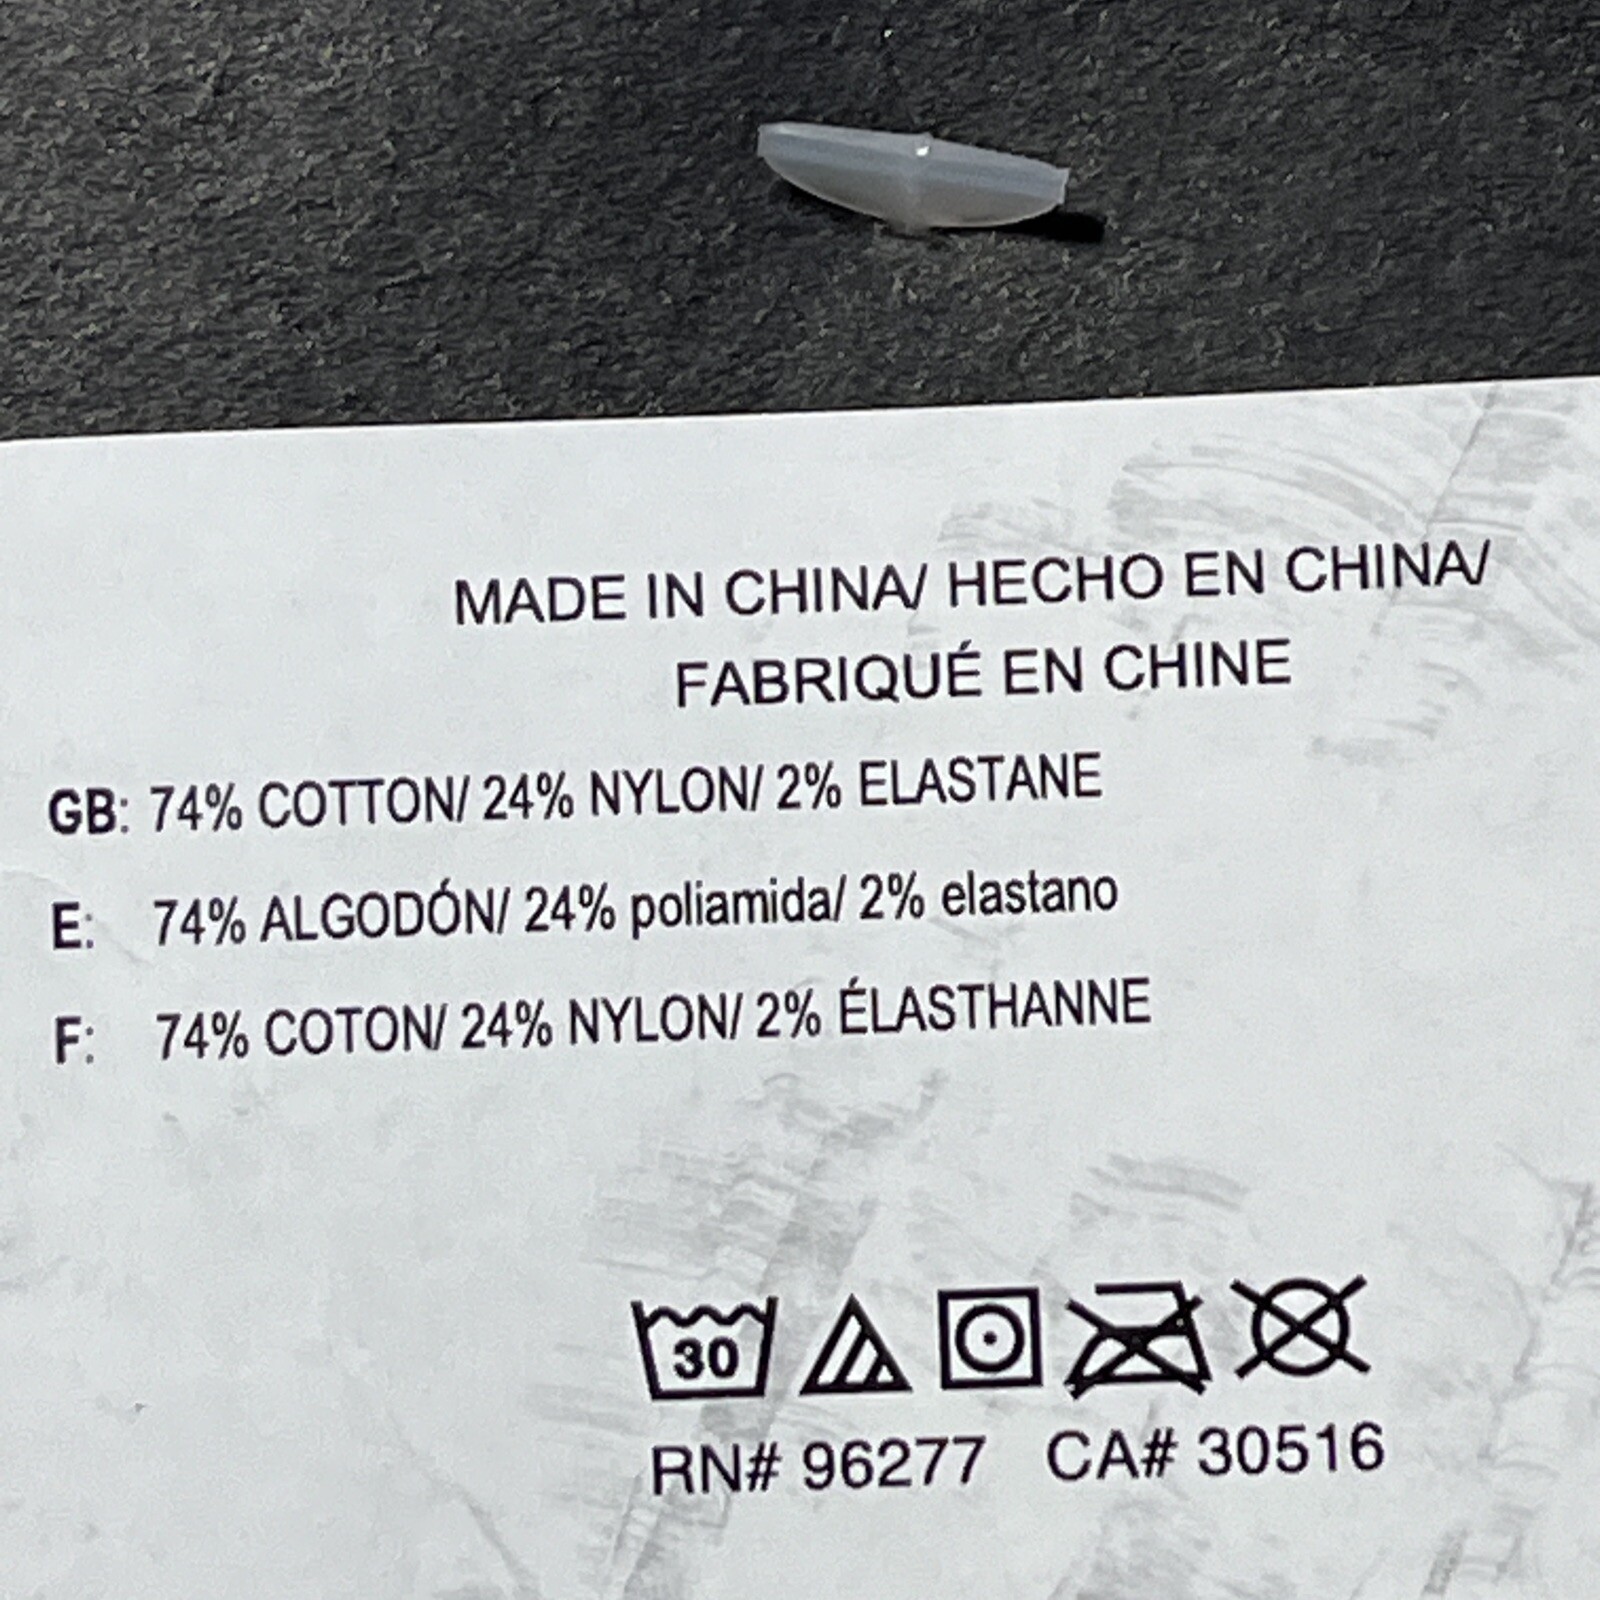 MADE IN CHINA/ HECHO EN CHINA/
FABRIQUÉ EN CHINE
GB: 74% COTTON/ 24% NYLON/ 2% ELASTANE
E: 74% ALGODÓN/ 24% poliamida/ 2% elastano
F: 74% COTON/ 24% NYLON/ 2% ÉLASTHANNE
30
RN# 96277 CA# 30516